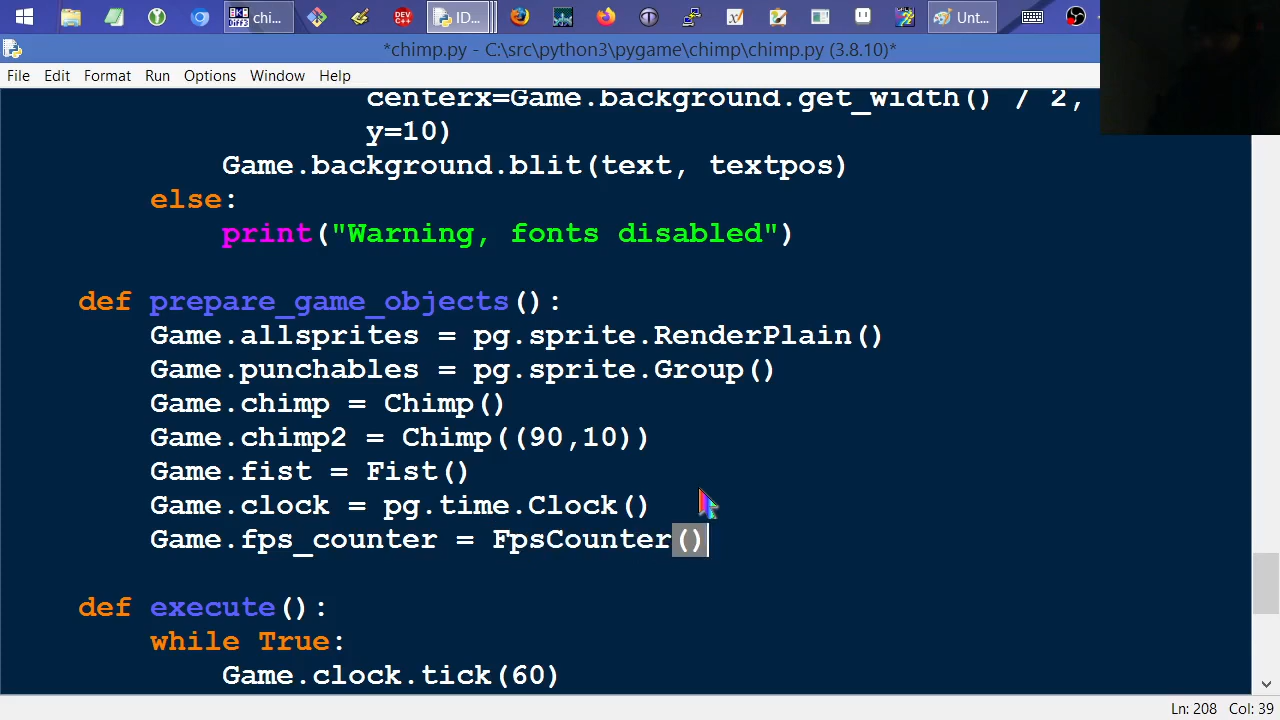 chi...
DEV C++
ID...
Unt...
*chimp.py - C:\src\python3\pygame\chimp\chimp.py (3.8.10)*
File Edit Format Run Options Window Help
centerx=Game.background.get_width() / 2,
y=10)
Game.background.blit(text, textpos)
else:
print("Warning, fonts disabled")
def prepare_game_objects():
Game.allsprites = pg.sprite.RenderPlain()
Game.punchables = pg.sprite.Group()
Game.chimp = Chimp()
Game.chimp2 = Chimp((90,10))
Game.fist = Fist()
Game.clock = pg.time.Clock()
Game.fps_counter = FpsCounter()
def execute():
while True:
Game.clock.tick(60)
Ln: 208 Col: 39